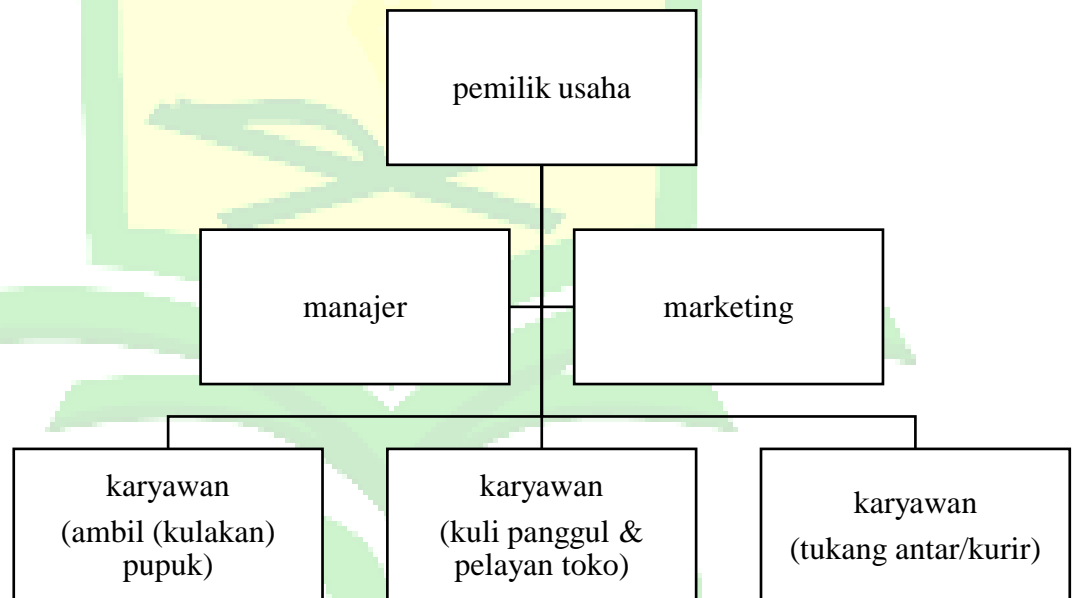 pemilik usaha
manajer
marketing
karyawan
(ambil (kulakan)
pupuk)
karyawan
(kuli panggul &
pelayan toko)
karyawan
(tukang antar/kurir)